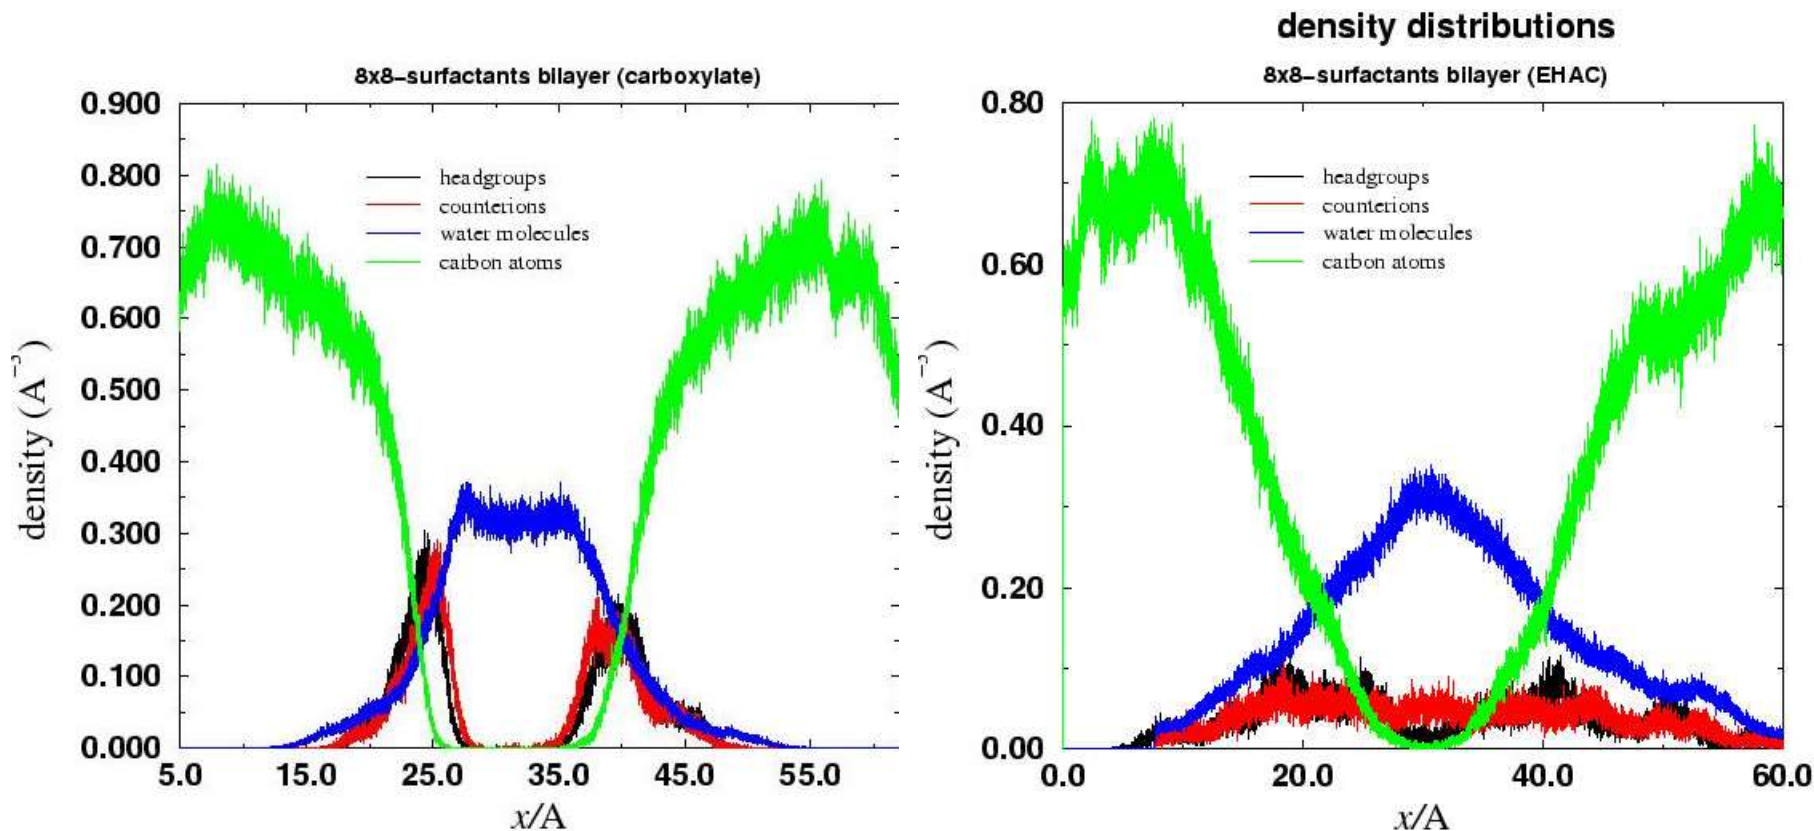 density distributions
8x8-surfactants bilayer (carboxylate)
0.900
0.800
0.700
0.600
0.500
0.400
0.300
0.200
0.100
0.000
5.0 15.0 25.0 35.0 45.0 55.0
density (A⁻³)
x/A
headgroups
counterions
water molecules
carbon atoms
8x8-surfactants bilayer (EHAC)
0.80
0.60
0.40
0.20
0.00
0.0 20.0 40.0 60.0
density (A⁻³)
x/A
headgroups
counterions
water molecules
carbon atoms